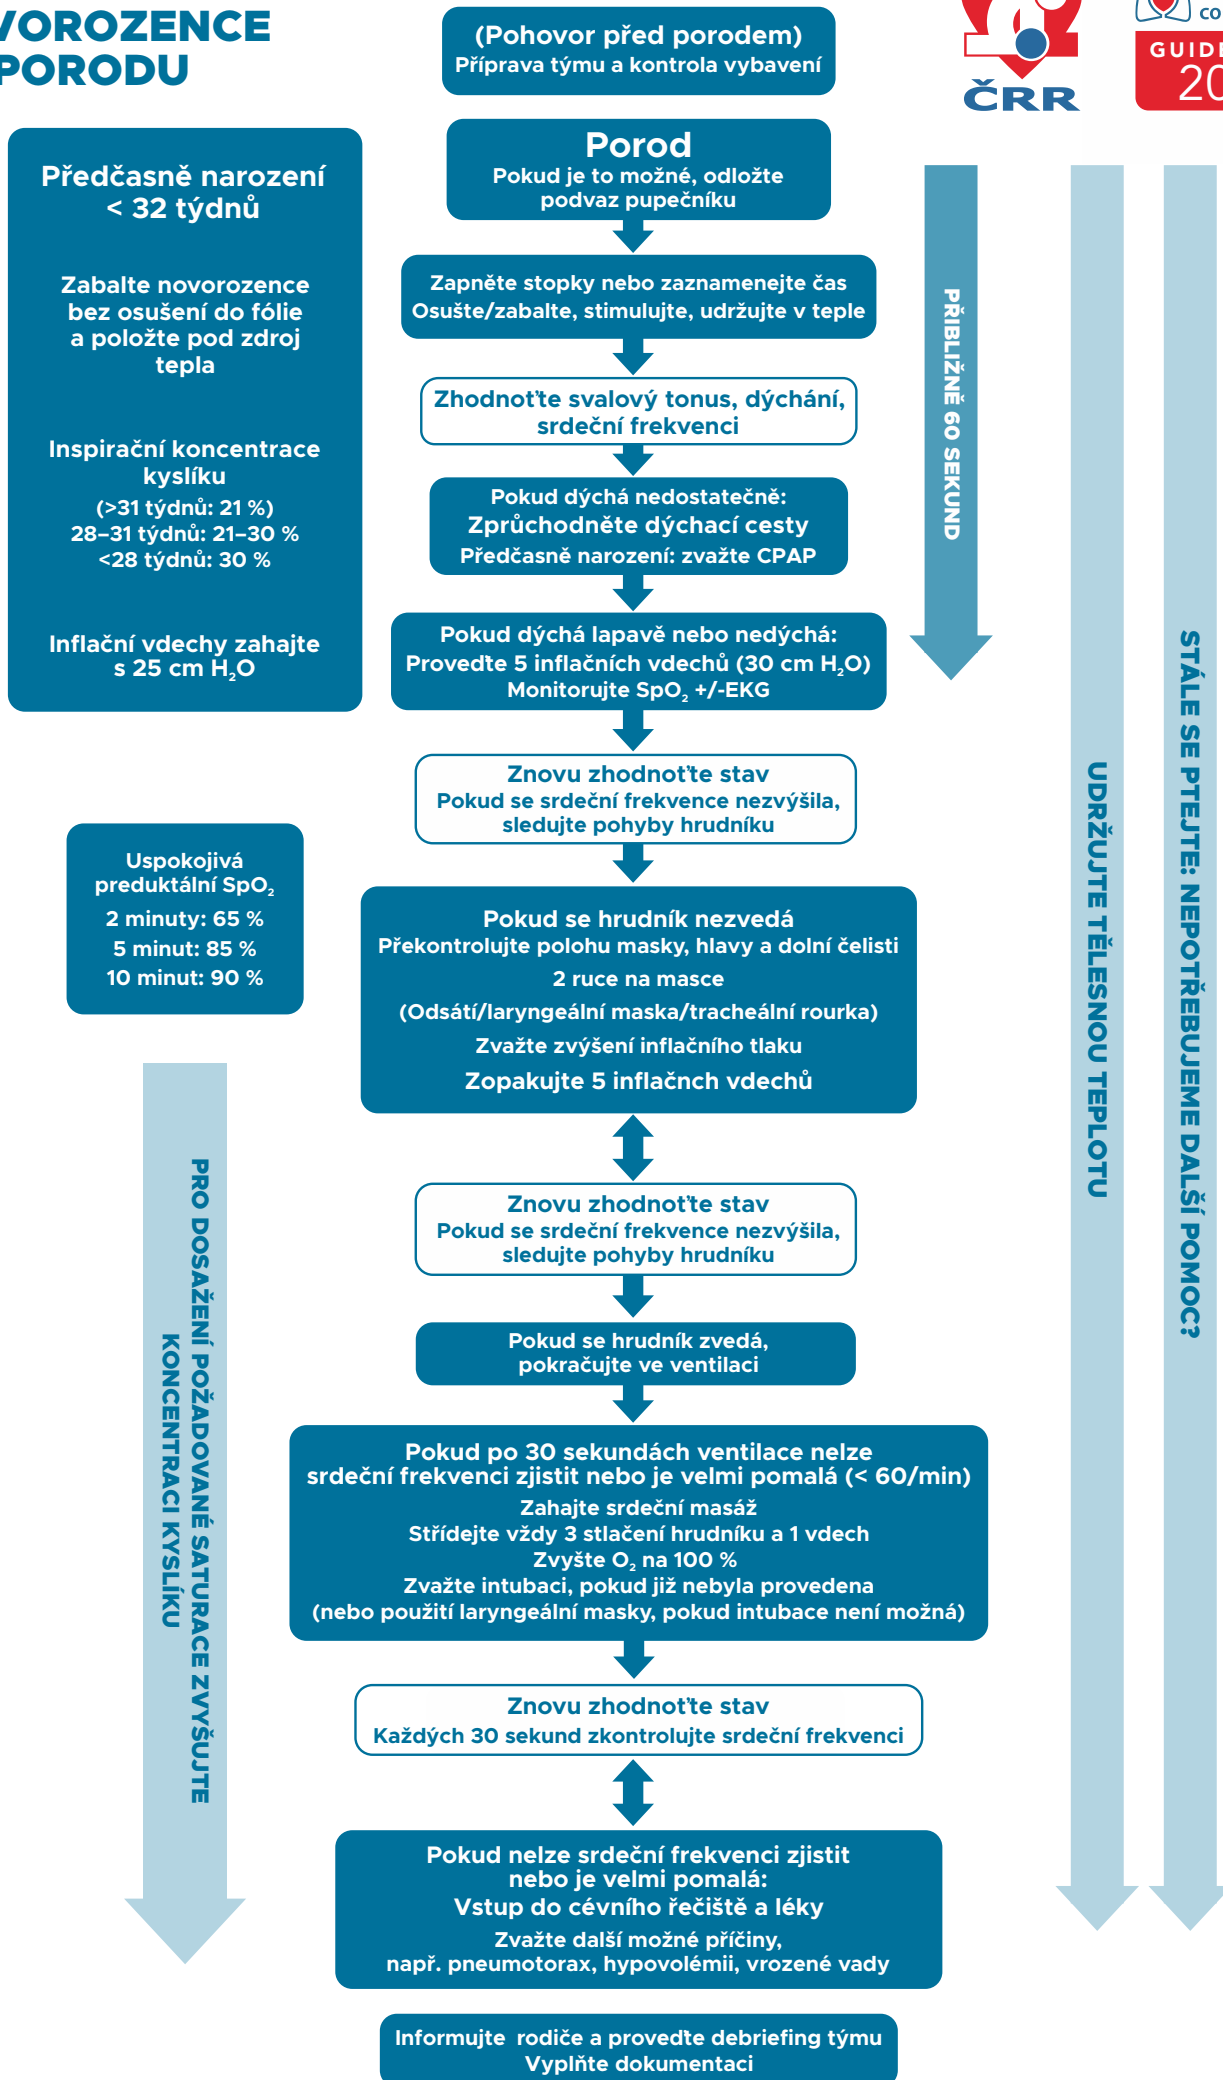 VOROZENCE
PORODU
(Pohovor před porodem)
Příprava týmu a kontrola vybavení
ČRR
CO
GUIDE
20
Porod
Pokud je to možné, odložte
podvaz pupečníku
Předčasně narození
< 32 týdnů
Zabalte novorozence
bez osušení do fólie
a položte pod zdroj
tepla
Inspirační koncentrace
kyslíku
(>31 týdnů: 21 %)
28–31 týdnů: 21–30 %
<28 týdnů: 30 %
Inflační vdechy zahajte
s 25 cm H₂O
Zapněte stopky nebo zaznamenejte čas
Osušte/zabalte, stimulujte, udržujte v teple
Zhodnoťte svalový tonus, dýchání,
srdeční frekvenci
Pokud dýchá nedostatečně:
Zprůchodněte dýchací cesty
Předčasně narození: zvažte CPAP
Pokud dýchá lapavě nebo nedýchá:
Proveďte 5 inflačních vdechů (30 cm H₂O)
Monitorujte SpO₂ +/-EKG
PŘIBLIŽNĚ 60 SEKUND
UDRŽUJTE TĚLESNOU TEPLOTU
STÁLE SE PTEJTE: NEPOTŘEBUJEME DALŠÍ POMOC?
Znovu zhodnoťte stav
Pokud se srdeční frekvence nezvýšila,
sledujte pohyby hrudníku
Uspokojivá
preduktální SpO₂
2 minuty: 65 %
5 minut: 85 %
10 minut: 90 %
Pokud se hrudník nezvedá
Překontrolujte polohu masky, hlavy a dolní čelisti
2 ruce na masce
(Odsátí/laryngeální maska/tracheální rourka)
Zvažte zvýšení inflačního tlaku
Zopakujte 5 inflačnch vdechů
PRO DOSAŽENÍ POŽADOVANÉ SATURACE ZVYŠUJTE
KONCENTRACI KYSLÍKU
Znovu zhodnoťte stav
Pokud se srdeční frekvence nezvýšila,
sledujte pohyby hrudníku
Pokud se hrudník zvedá,
pokračujte ve ventilaci
Pokud po 30 sekundách ventilace nelze
srdeční frekvenci zjistit nebo je velmi pomalá (< 60/min)
Zahajte srdeční masáž
Střídejte vždy 3 stlačení hrudníku a 1 vdech
Zvyšte O₂ na 100 %
Zvažte intubaci, pokud již nebyla provedena
(nebo použití laryngeální masky, pokud intubace není možná)
Znovu zhodnoťte stav
Každých 30 sekund zkontrolujte srdeční frekvenci
Pokud nelze srdeční frekvenci zjistit
nebo je velmi pomalá:
Vstup do cévního řečiště a léky
Zvažte další možné příčiny,
např. pneumotorax, hypovolémii, vrozené vady
Informujte rodiče a proveďte debriefing týmu
Vyplňte dokumentaci